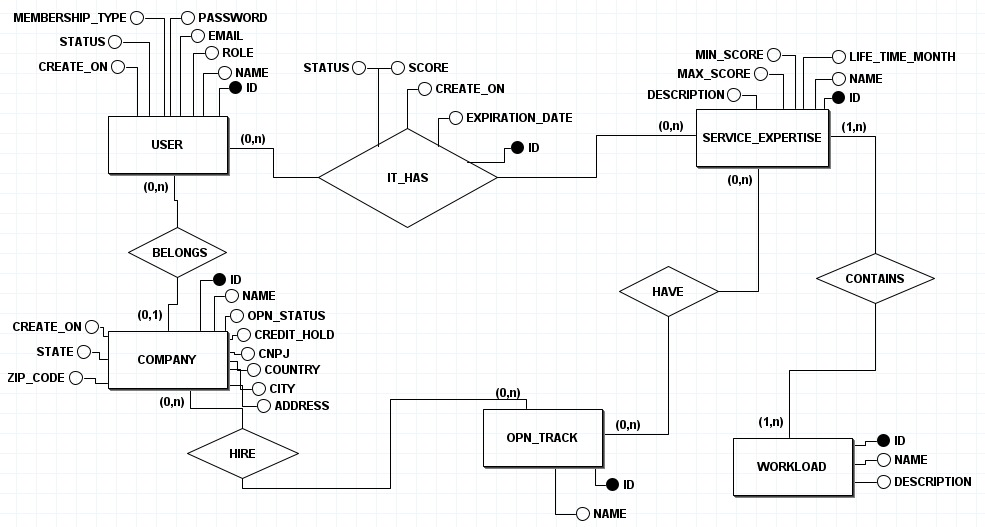 MEMBERSHIP_TYPE
PASSWORD
STATUS
EMAIL
ROLE
CREATE_ON
NAME
ID
USER
(0,n)
(0,n)
STATUS
SCORE
CREATE_ON
EXPIRATION_DATE
ID
IT_HAS
MIN_SCORE
LIFE_TIME_MONTH
MAX_SCORE
NAME
DESCRIPTION
ID
(0,n)
SERVICE_EXPERTISE
(1,n)
(0,n)
BELONGS
HAVE
CONTAINS
(0,1)
ID
NAME
OPN_STATUS
CREATE_ON
CREDIT_HOLD
STATE
COMPANY
CNPJ
COUNTRY
ZIP_CODE
CITY
ADDRESS
(0,n)
HIRE
(0,n)
OPN_TRACK
(0,n)
ID
NAME
(1,n)
WORKLOAD
ID
NAME
DESCRIPTION